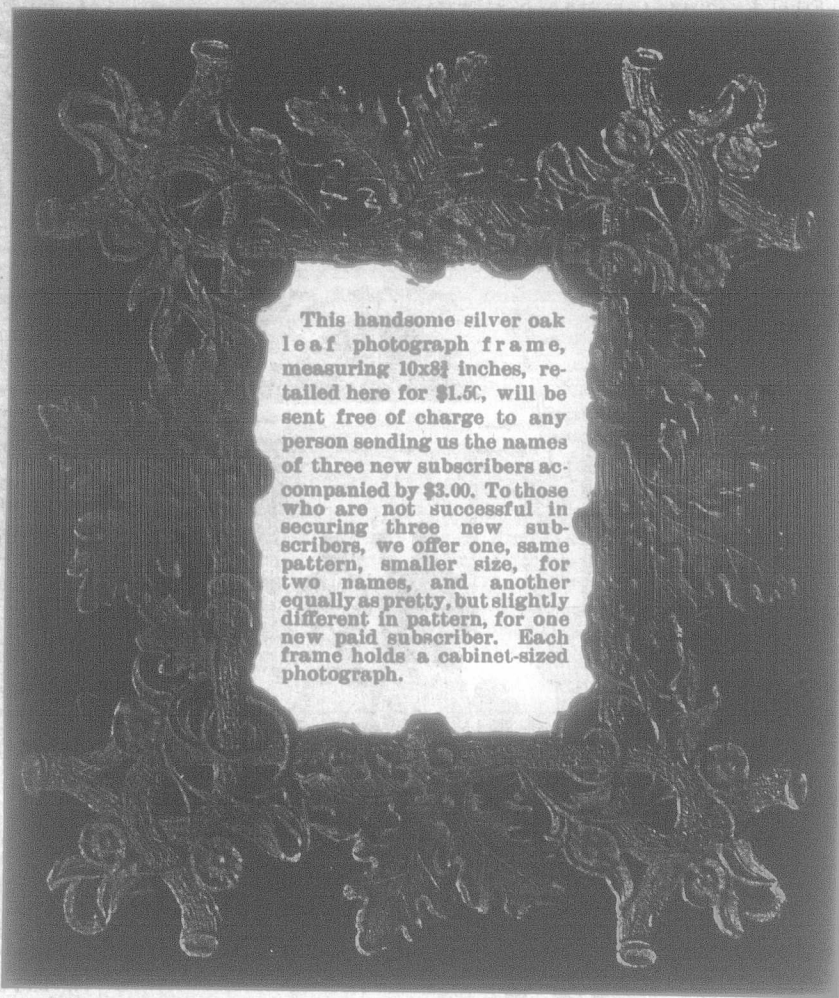 This handsome silver oak
leaf photograph frame,
measuring 10x8¾ inches, re-
tailed here for $1.50, will be
sent free of charge to any
person sending us the names
of three new subscribers ac-
companied by $3.00. To those
who are not successful in
securing three new sub-
scribers, we offer one, same
pattern, smaller size, for
two names, and another
equally as pretty, but slightly
different in pattern, for one
new paid subscriber. Each
frame holds a cabinet-sized
photograph.